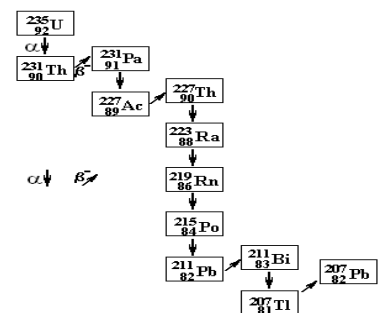 235 92 U
α
231 90 Th β⁻ 231 91 Pa
227 89 Ac 227 90 Th
223 88 Ra
α β⁻ 219 86 Rn
215 84 Po
211 82 Pb 211 83 Bi 207 82 Pb
207 81 Tl